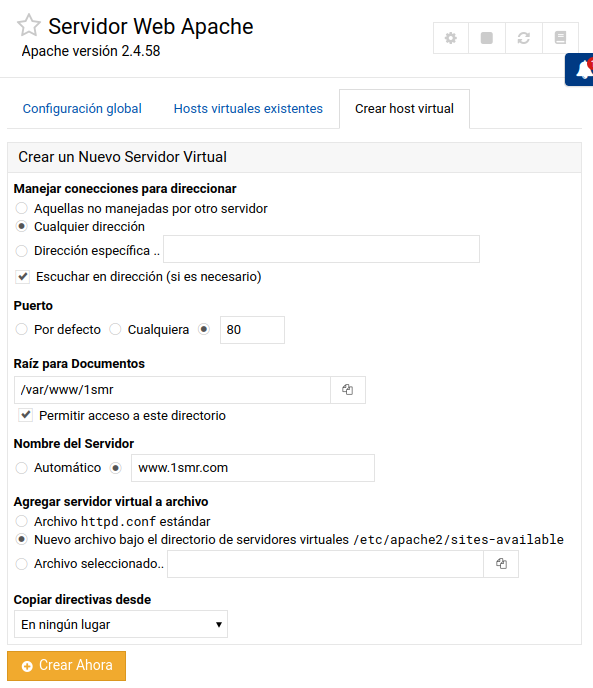 Servidor Web Apache
Apache versión 2.4.58
Configuración global Hosts virtuales existentes Crear host virtual
Crear un Nuevo Servidor Virtual
Manejar conecciones para direccionar
Aquellas no manejadas por otro servidor
Cualquier dirección
Dirección específica ..
Escuchar en dirección (si es necesario)
Puerto
Por defecto Cualquiera 80
Raíz para Documentos
/var/www/1smr
Permitir acceso a este directorio
Nombre del Servidor
Automático www.1smr.com
Agregar servidor virtual a archivo
Archivo httpd.conf estándar
Nuevo archivo bajo el directorio de servidores virtuales /etc/apache2/sites-available
Archivo seleccionado..
Copiar directivas desde
En ningún lugar
Crear Ahora